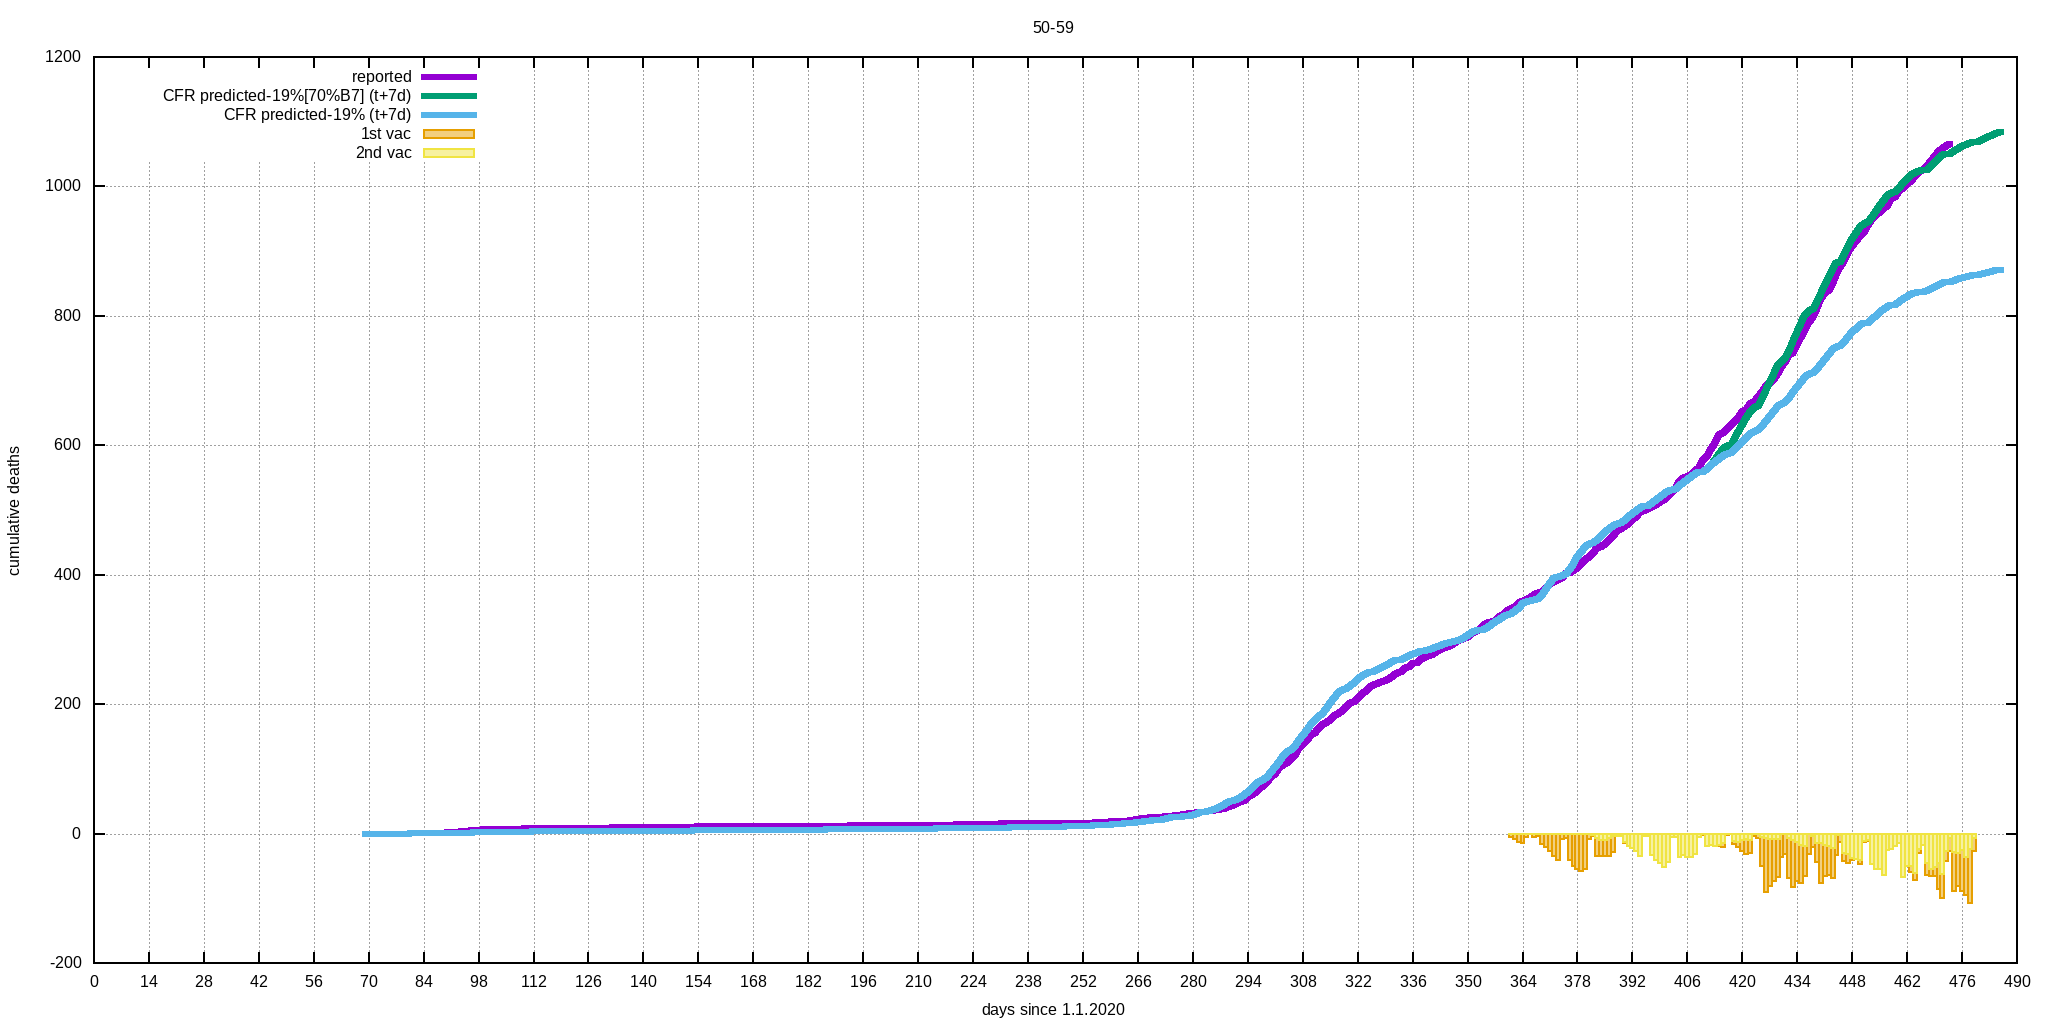 50-59
1200
1000
800
600
400
200
0
-200
cumulative deaths
reported
CFR predicted-19%[70%B7] (t+7d)
CFR predicted-19% (t+7d)
1st vac
2nd vac
0 14 28 42 56 70 84 98 112 126 140 154 168 182 196 210 224 238 252 266 280 294 308 322 336 350 364 378 392 406 420 434 448 462 476 490
days since 1.1.2020